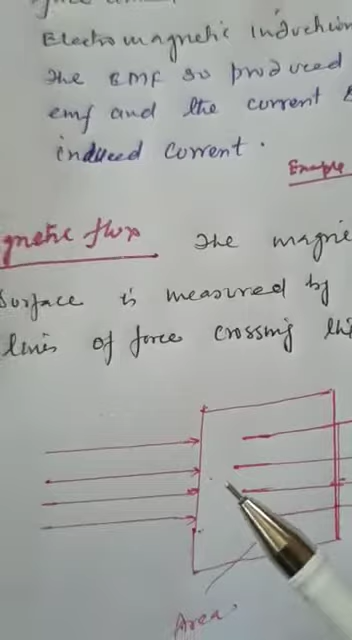 Electromagnetic Induction
The EMF so produced
emf and the current
induced current.
Example
gnetic flux The magne
Surface is measured by
lines of force crossing thi
Area